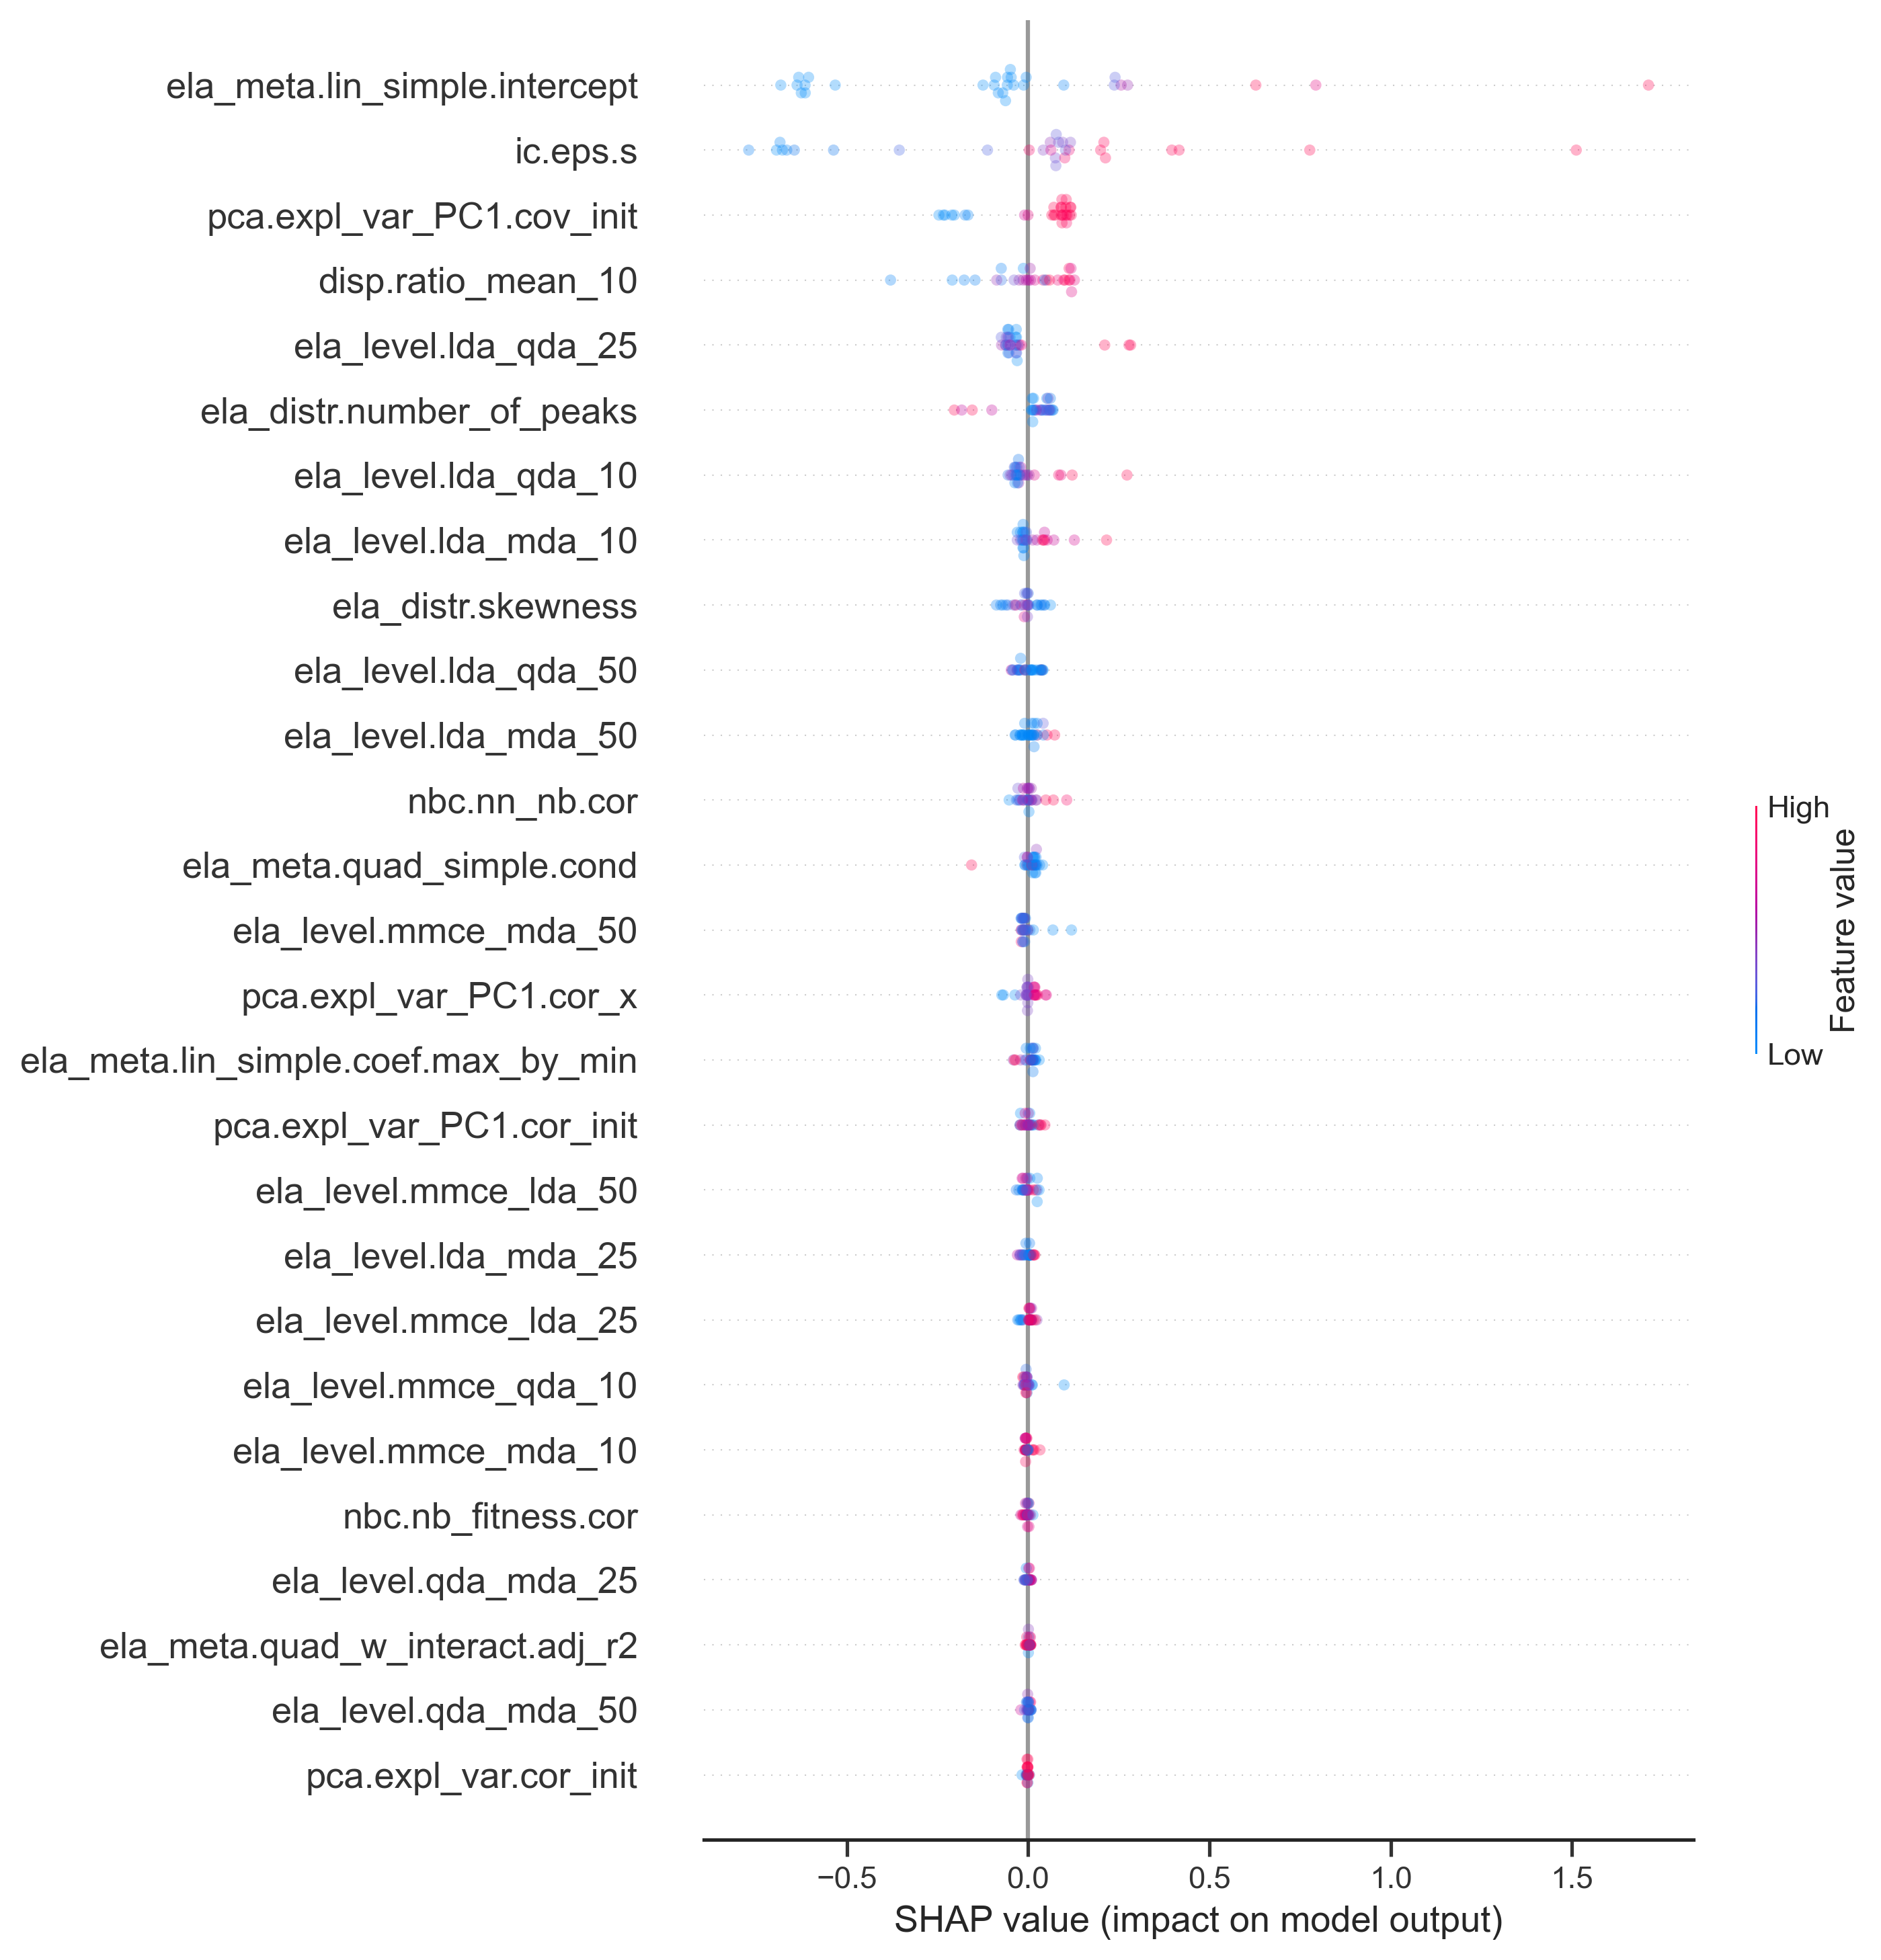 ela_meta.lin_simple.intercept
ic.eps.s
pca.expl_var_PC1.cov_init
disp.ratio_mean_10
ela_level.lda_qda_25
ela_distr.number_of_peaks
ela_level.lda_qda_10
ela_level.lda_mda_10
ela_distr.skewness
ela_level.lda_qda_50
ela_level.lda_mda_50
nbc.nn_nb.cor
ela_meta.quad_simple.cond
ela_level.mmce_mda_50
pca.expl_var_PC1.cor_x
ela_meta.lin_simple.coef.max_by_min
pca.expl_var_PC1.cor_init
ela_level.mmce_lda_50
ela_level.lda_mda_25
ela_level.mmce_lda_25
ela_level.mmce_qda_10
ela_level.mmce_mda_10
nbc.nb_fitness.cor
ela_level.qda_mda_25
ela_meta.quad_w_interact.adj_r2
ela_level.qda_mda_50
pca.expl_var.cor_init
−0.5 0.0 0.5 1.0 1.5
SHAP value (impact on model output)
High
Feature value
Low